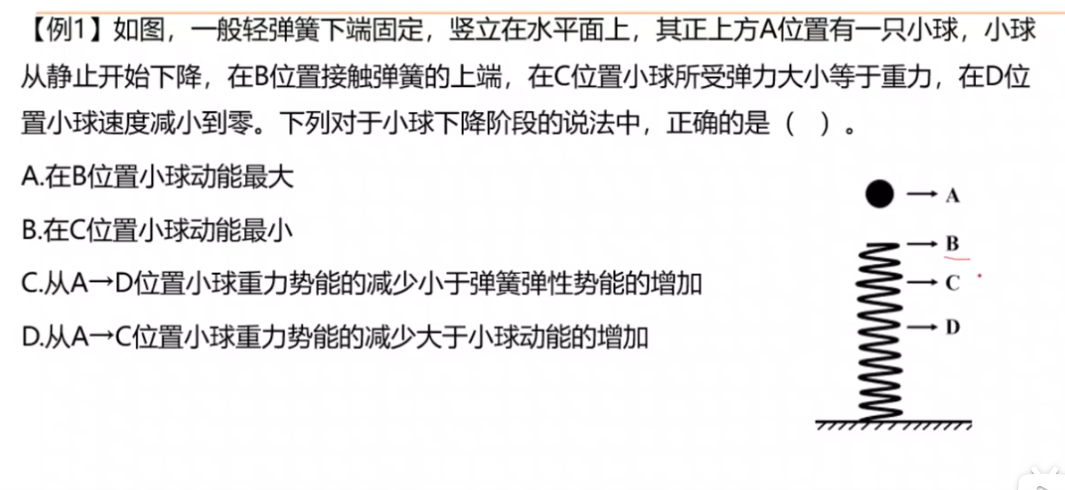 【例1】如图，一般轻弹簧下端固定，竖立在水平面上，其正上方A位置有一只小球，小球
从静止开始下降，在B位置接触弹簧的上端，在C位置小球所受弹力大小等于重力，在D位
置小球速度减小到零。下列对于小球下降阶段的说法中，正确的是（ ）。
A.在B位置小球动能最大
B.在C位置小球动能最小
C.从A→D位置小球重力势能的减少小于弹簧弹性势能的增加
D.从A→C位置小球重力势能的减少大于小球动能的增加
A
B
C
D